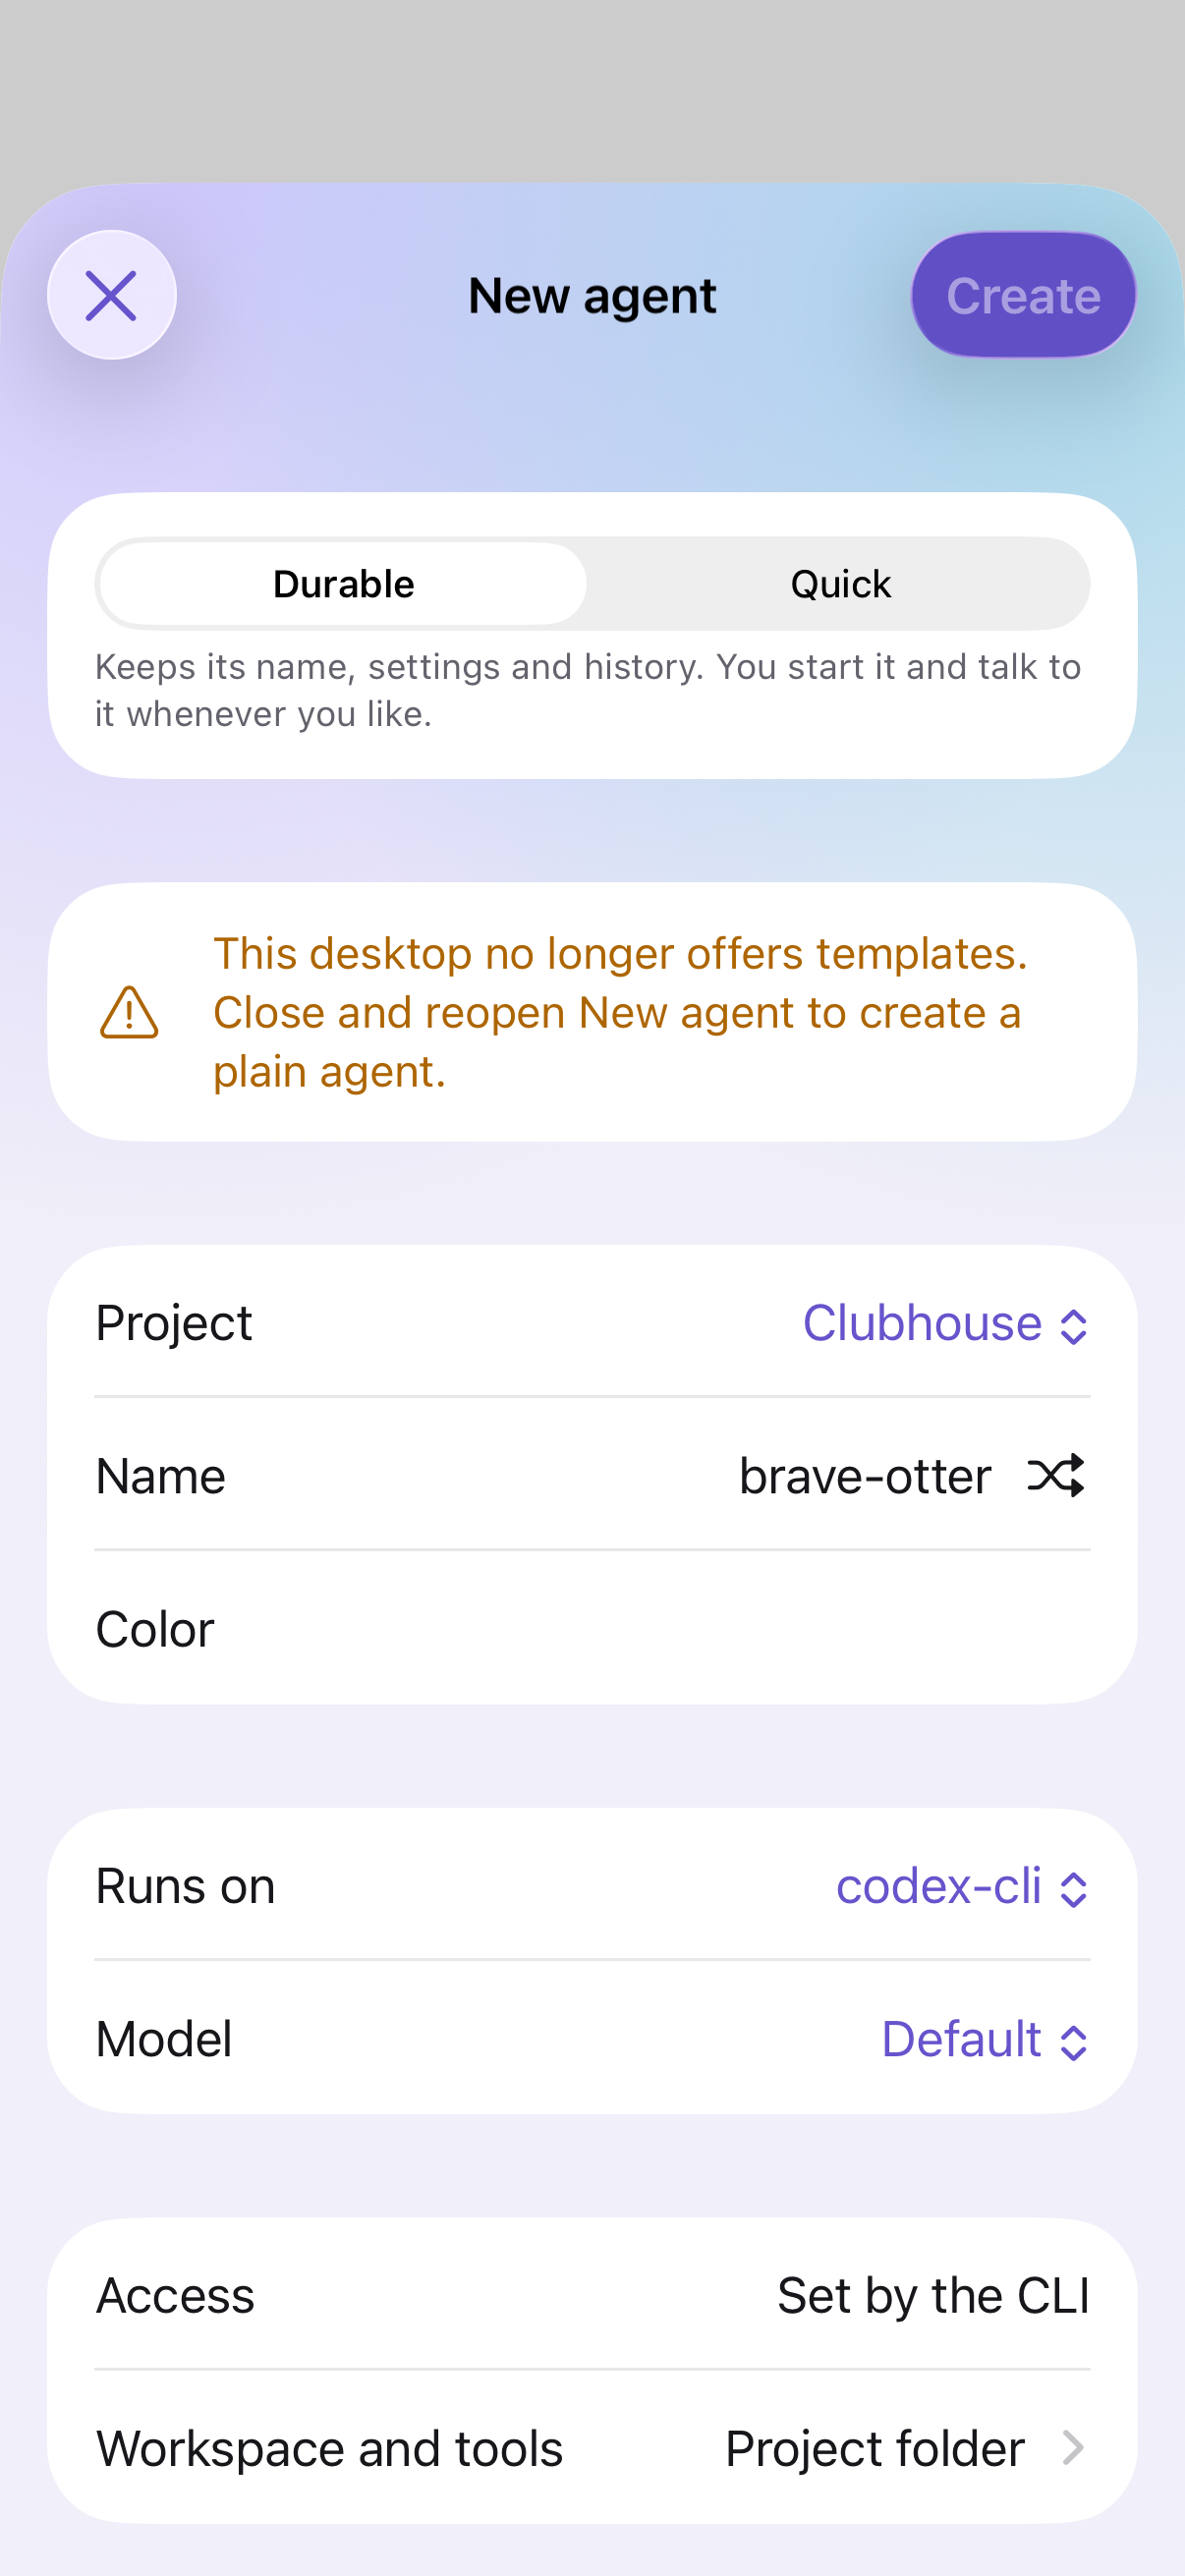 New agent
Create
Durable
Quick
Keeps its name, settings and history. You start it and talk to
it whenever you like.
This desktop no longer offers templates.
Close and reopen New agent to create a
plain agent.
Project
Clubhouse
Name
brave-otter
Color
Runs on
codex-cli
Model
Default
Access
Set by the CLI
Workspace and tools
Project folder